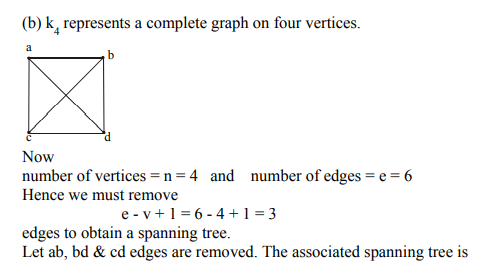 (b) k₄ represents a complete graph on four vertices.
a
b
c
d
Now
number of vertices = n = 4 and number of edges = e = 6
Hence we must remove
e - v + 1 = 6 - 4 + 1 = 3
edges to obtain a spanning tree.
Let ab, bd & cd edges are removed. The associated spanning tree is